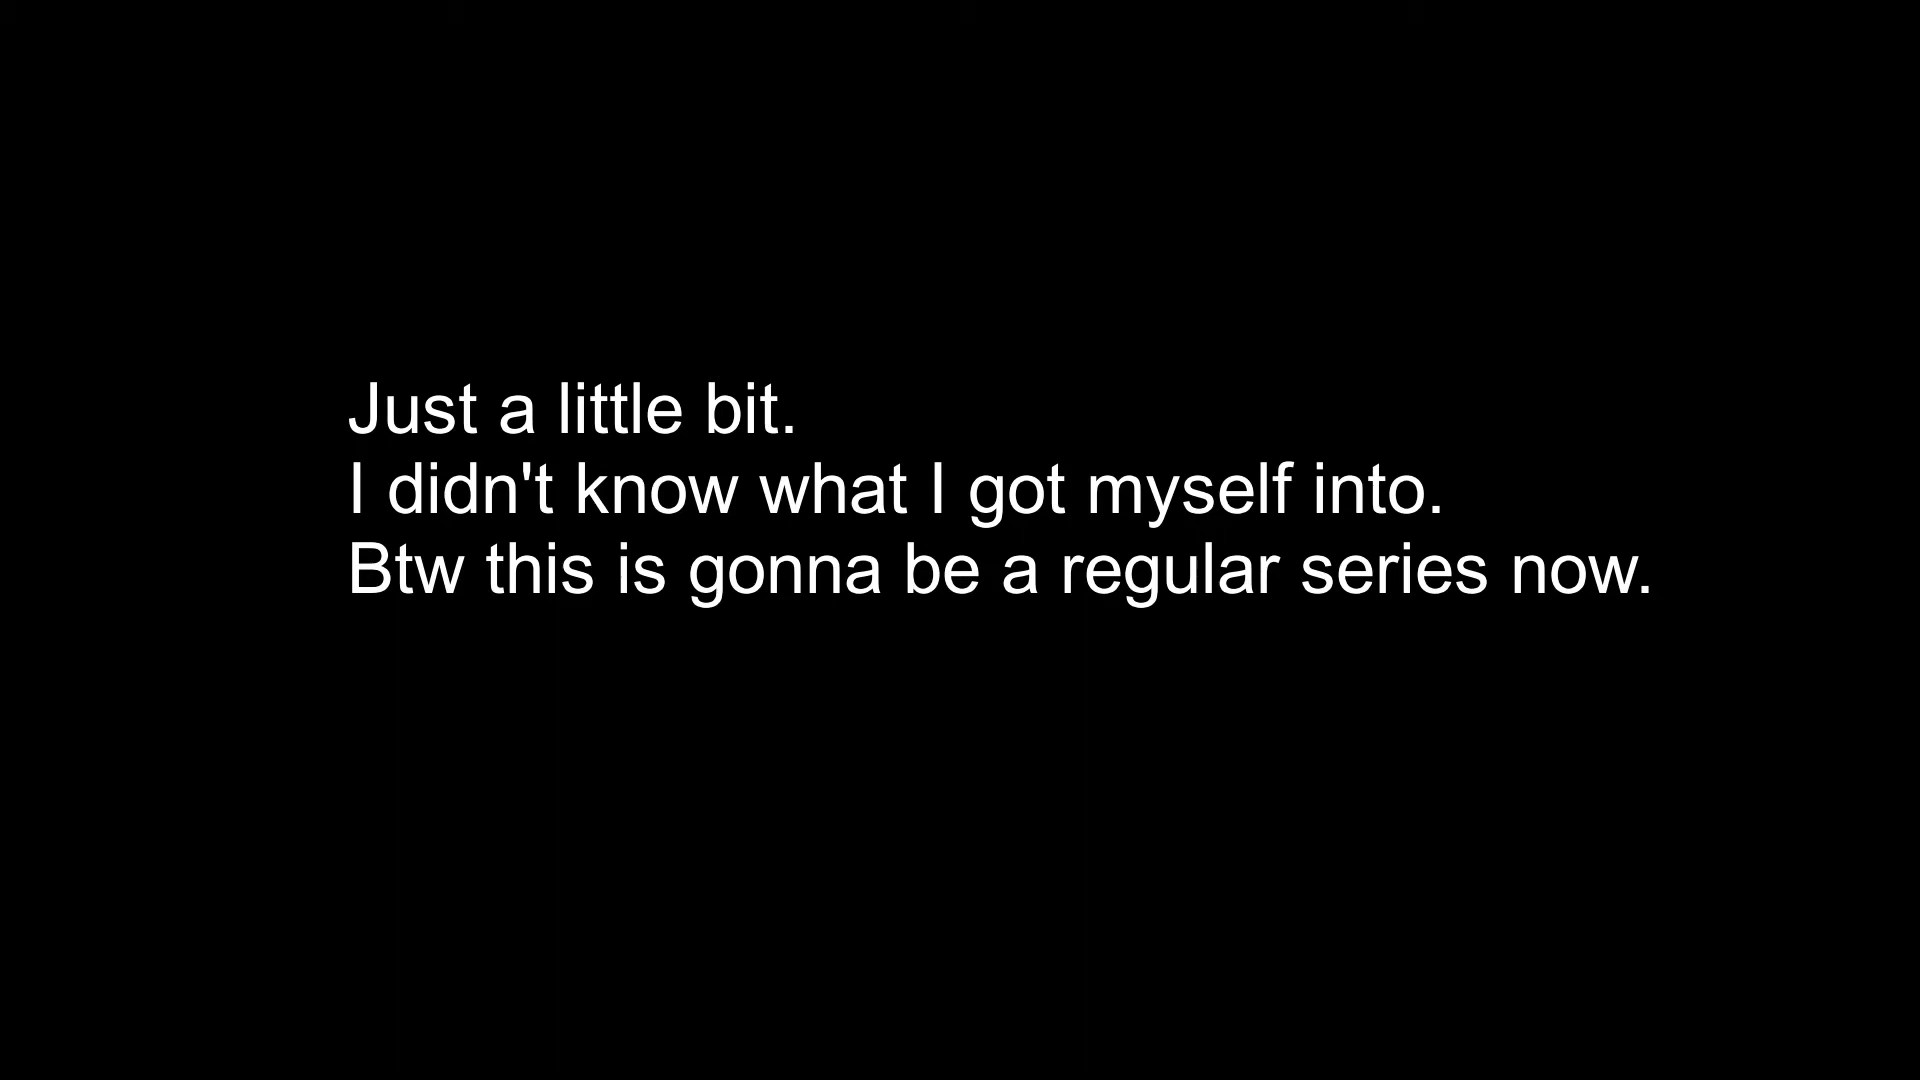 Just a little bit.
I didn't know what I got myself into.
Btw this is gonna be a regular series now.